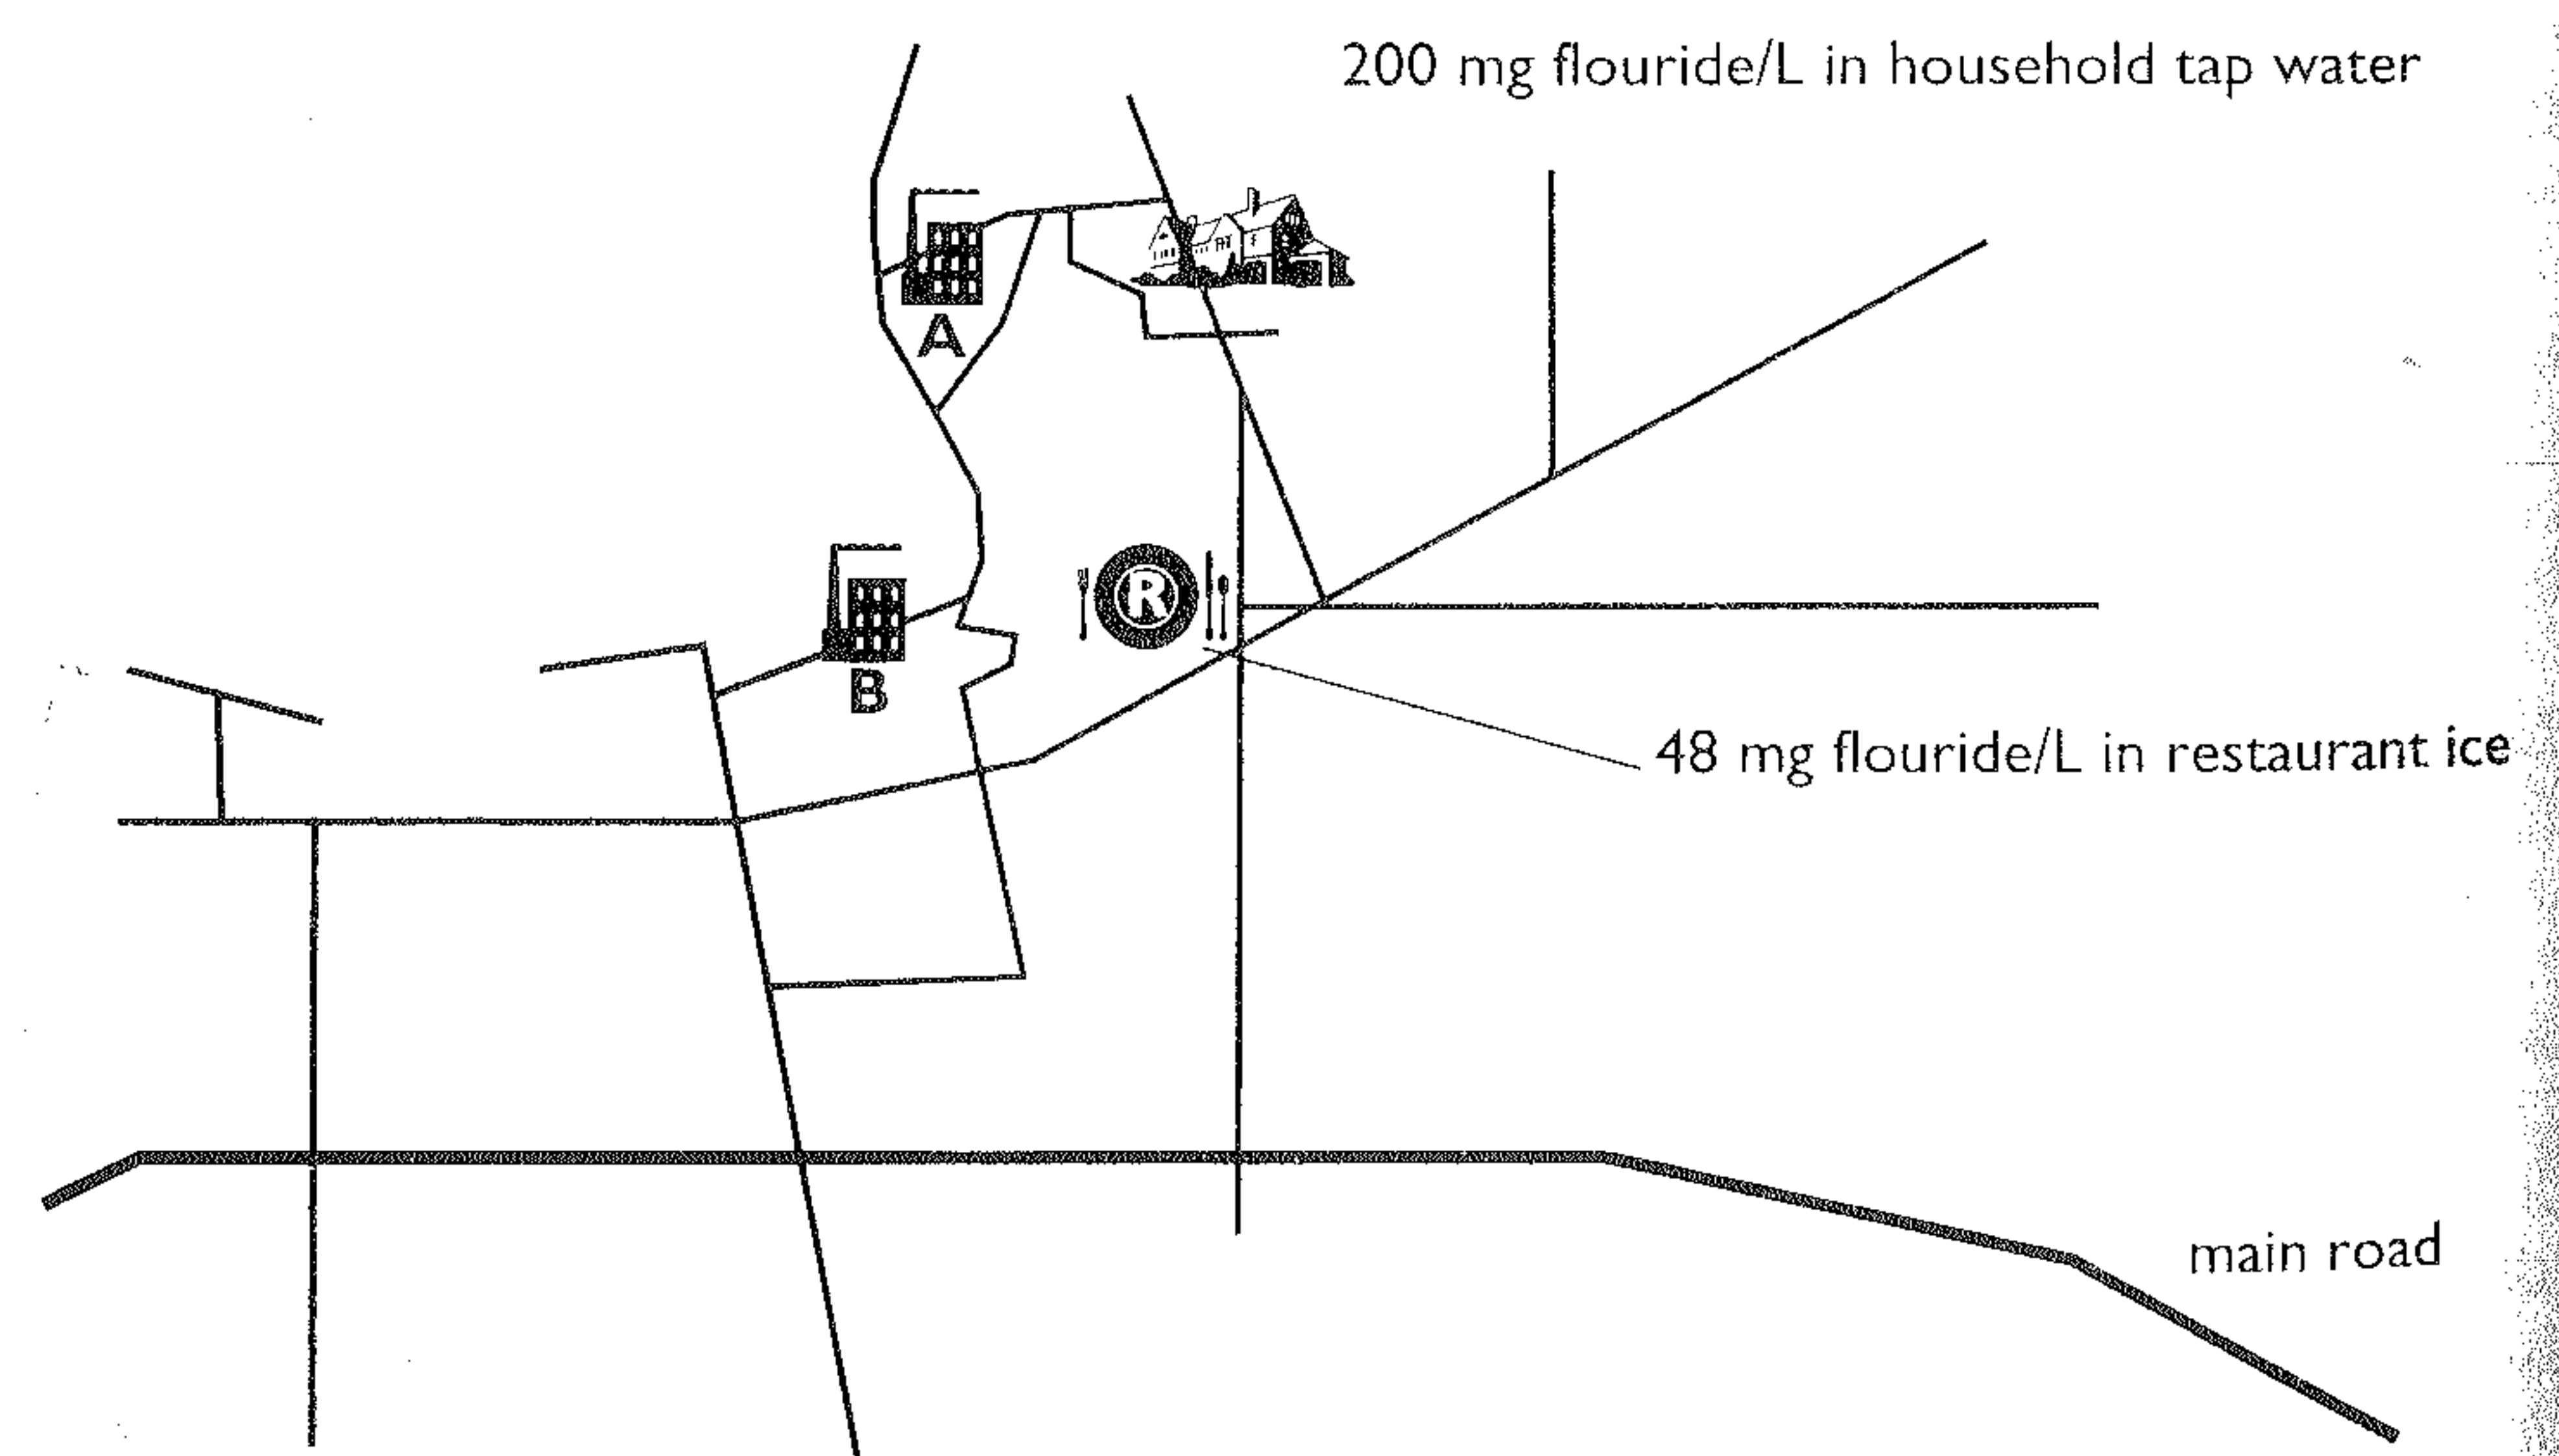 200 mg flouride/L in household tap water
A
R
B
48 mg flouride/L in restaurant ice
main road